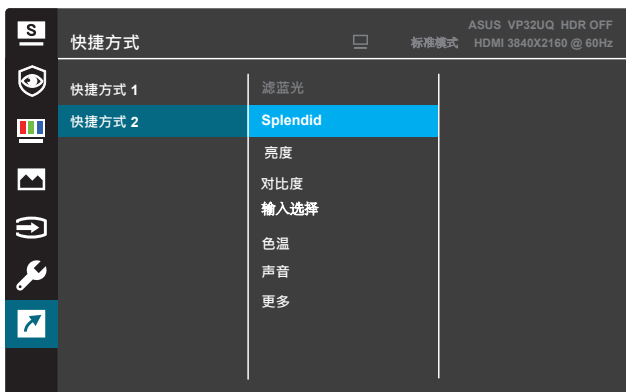 S
ASUS VP32UQ HDR OFF
快捷方式
标准模式 HDMI 3840X2160 @ 60Hz
快捷方式 1
滤蓝光
快捷方式 2
Splendid
亮度
对比度
输入选择
色温
声音
更多